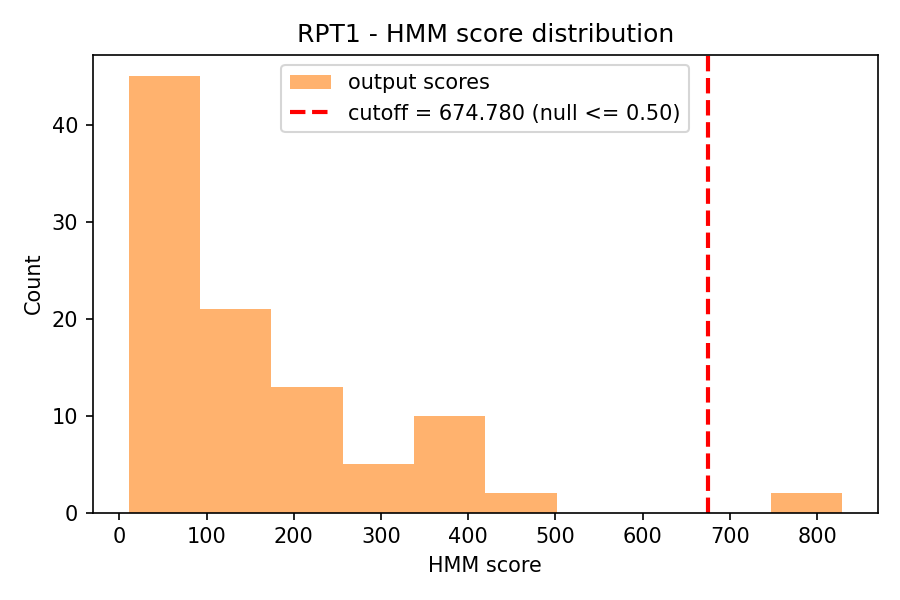 RPT1 - HMM score distribution
output scores
cutoff = 674.780 (null <= 0.50)
Count
40
30
20
10
0
0 100 200 300 400 500 600 700 800
HMM score